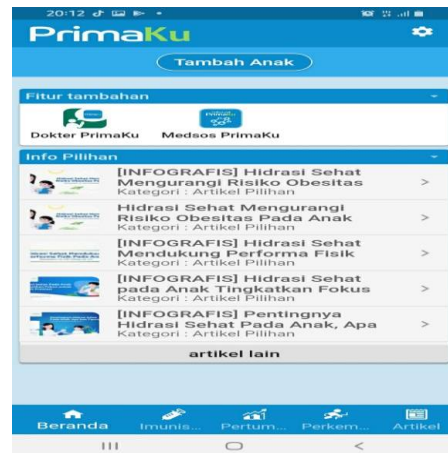 20:12
PrimaKu
Tambah Anak
Fitur tambahan
Dokter PrimaKu
Medsos PrimaKu
Info Pilihan
[INFOGRAFIS] Hidrasi Sehat
Mengurangi Risiko Obesitas
Kategori : Artikel Pilihan
Hidrasi Sehat Mengurangi
Risiko Obesitas Pada Anak
Kategori : Artikel Pilihan
[INFOGRAFIS] Hidrasi Sehat
Mendukung Performa Fisik
Kategori : Artikel Pilihan
[INFOGRAFIS] Hidrasi Sehat
pada Anak Tingkatkan Fokus
Kategori : Artikel Pilihan
[INFOGRAFIS] Pentingnya
Hidrasi Sehat Pada Anak, Apa
Kategori : Artikel Pilihan
artikel lain
Beranda
Imunis...
Pertum...
Perkem...
Artikel